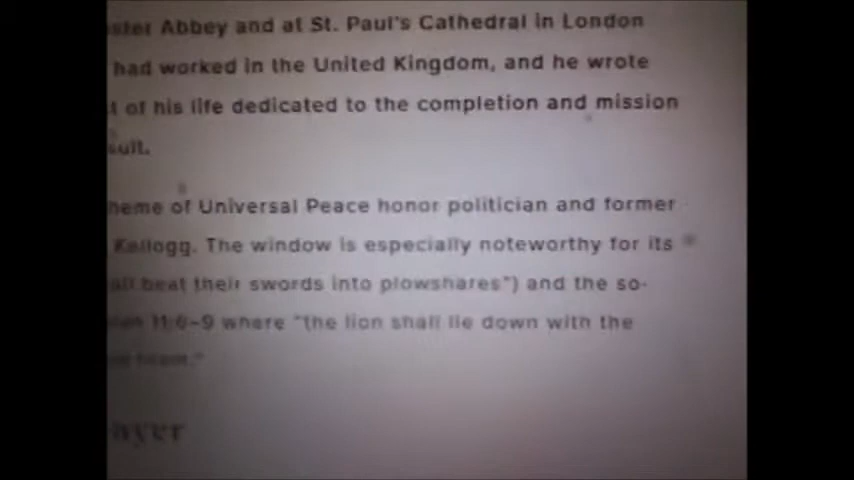 Abbey and at St. Paul's Cathedral in London
had worked in the United Kingdom, and he wrote
of his life dedicated to the completion and mission
of Universal Peace honor politician and former
Kellogg. The window is especially noteworthy for its
beat their swords into plowshares") and the so-
11:6-9 where "the lion shall lie down with the